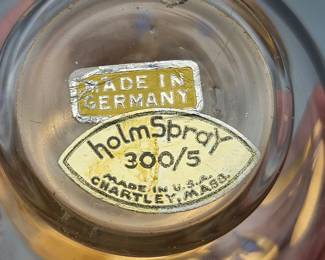 MADE IN
GERMANY
holmSpray
300/5
MADE IN U.S.A.
CHARTLEY, MASS.